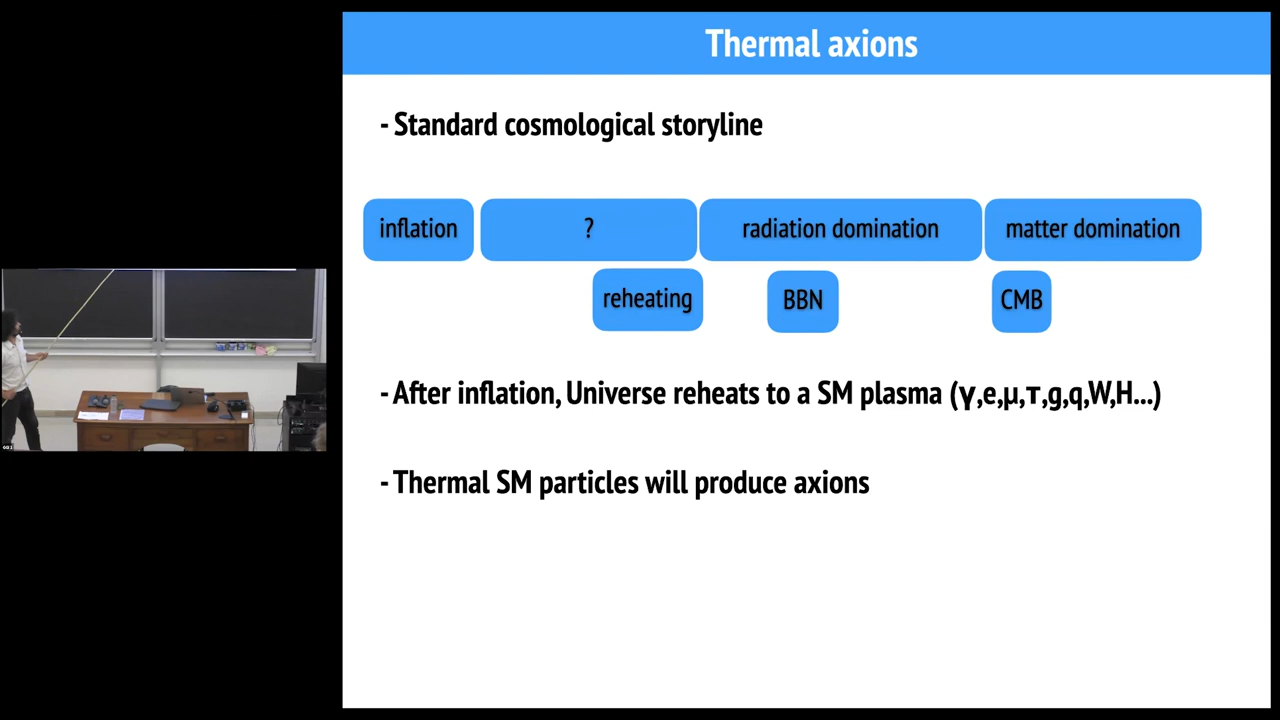 Thermal axions
- Standard cosmological storyline
inflation
?
radiation domination
matter domination
reheating
BBN
CMB
- After inflation, Universe reheats to a SM plasma (γ,e,μ,τ,g,q,W,H...)
- Thermal SM particles will produce axions